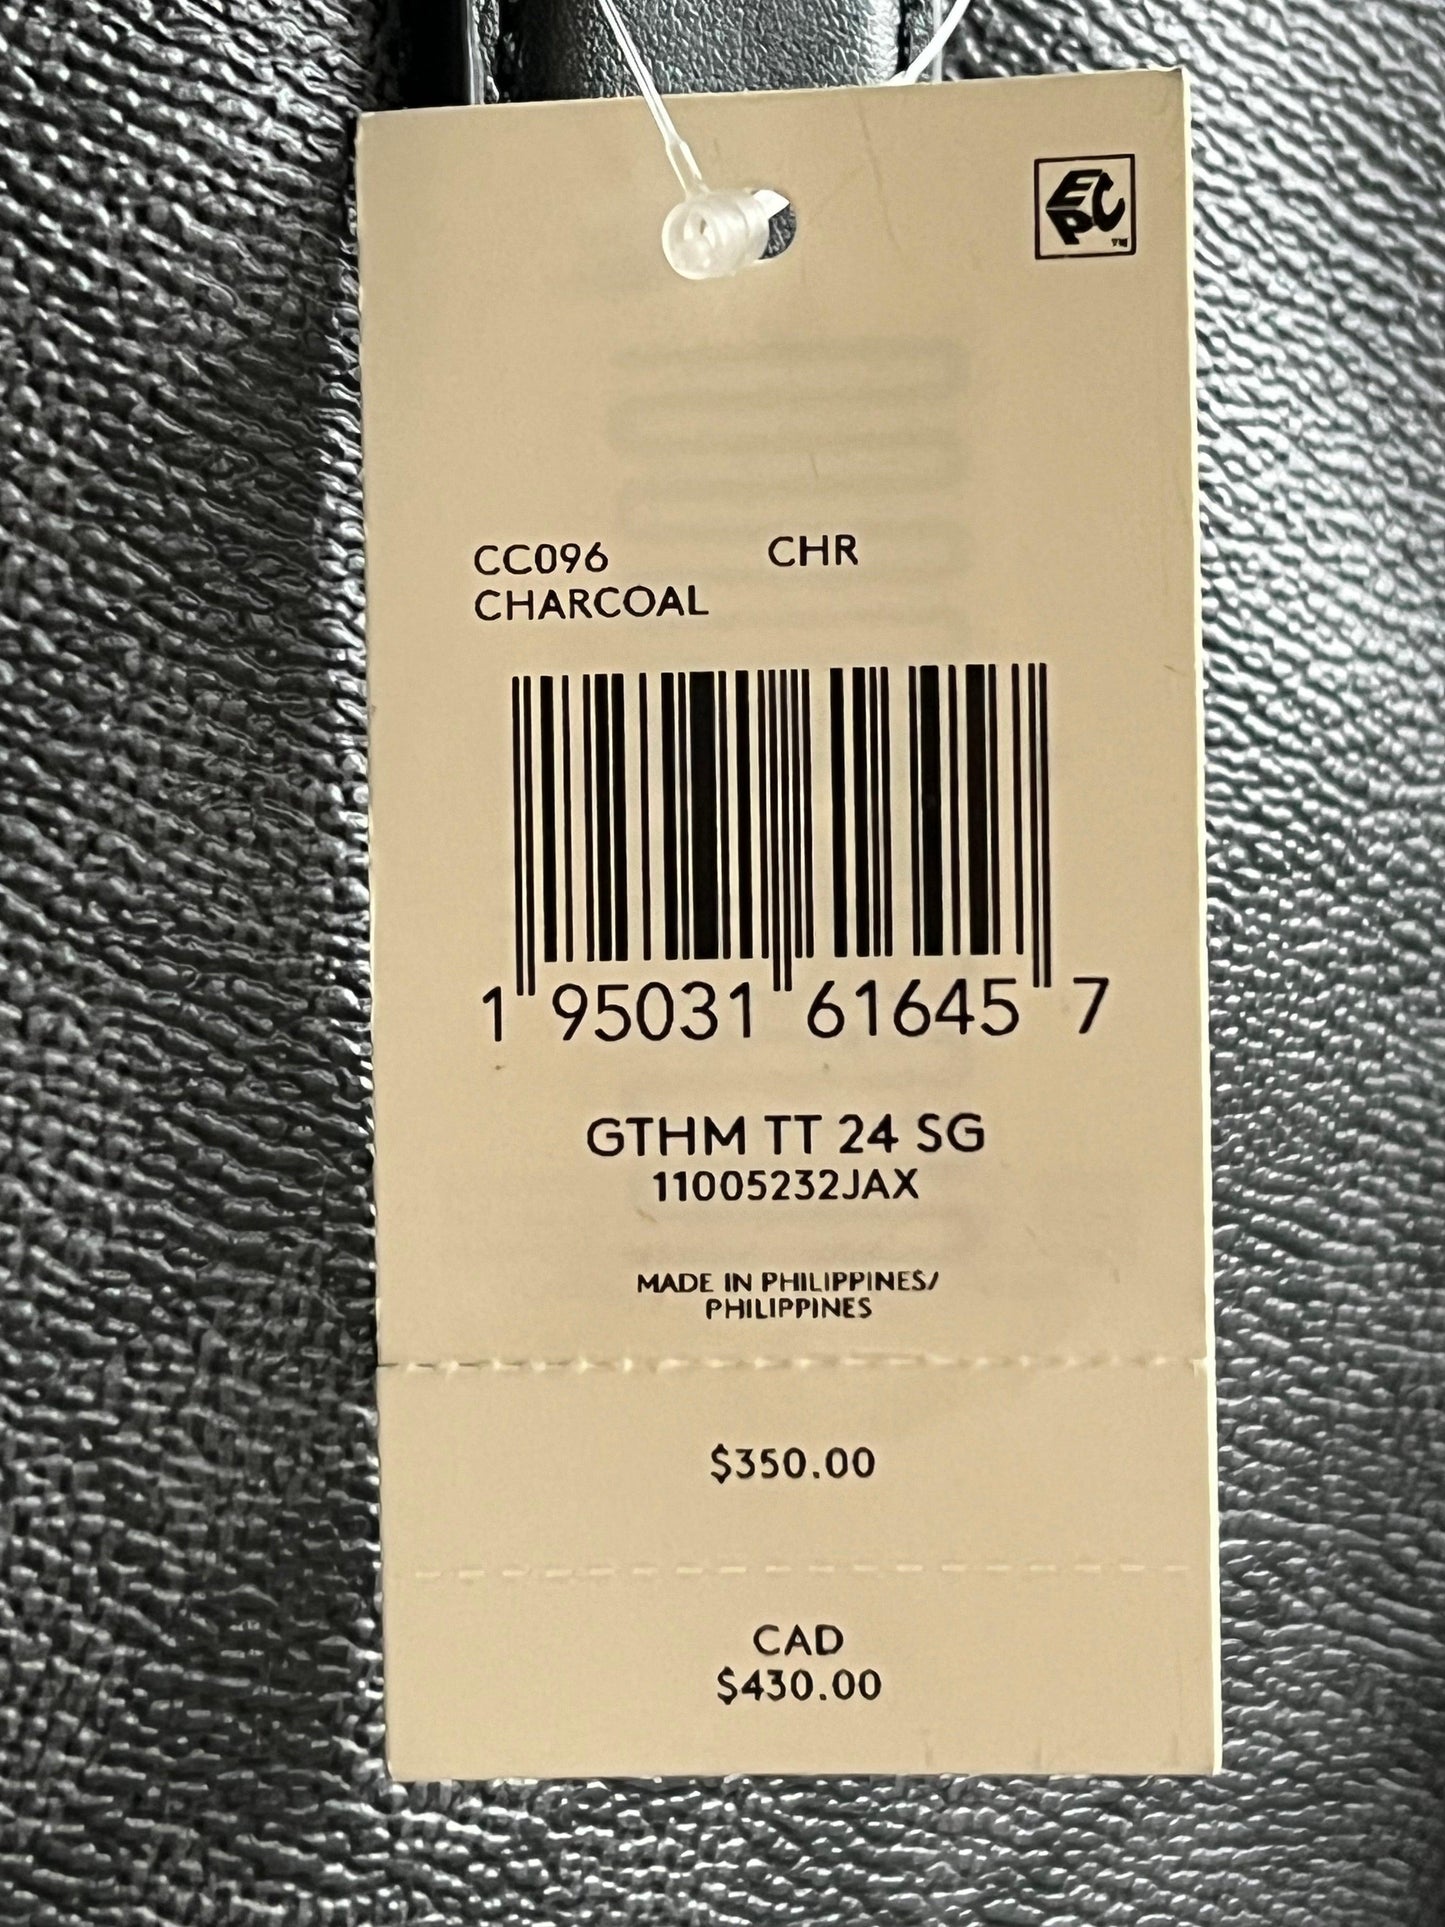 EPC™
CC096 CHR
CHARCOAL
1 95031 61645 7
GTHM TT 24 SG
11005232JAX
MADE IN PHILIPPINES/
PHILIPPINES
$350.00
CAD
$430.00